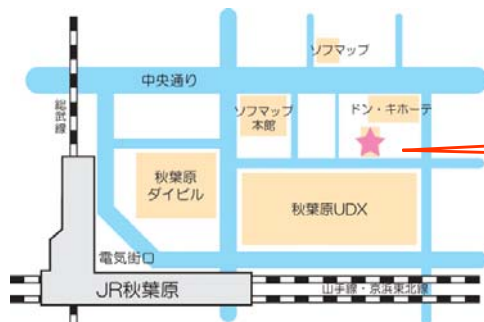 ソフマップ
中央通り
総武線
ソフマップ
本館
ドン・キホーテ
秋葉原
ダイビル
秋葉原UDX
電気街口
JR秋葉原
山手線・京浜東北線